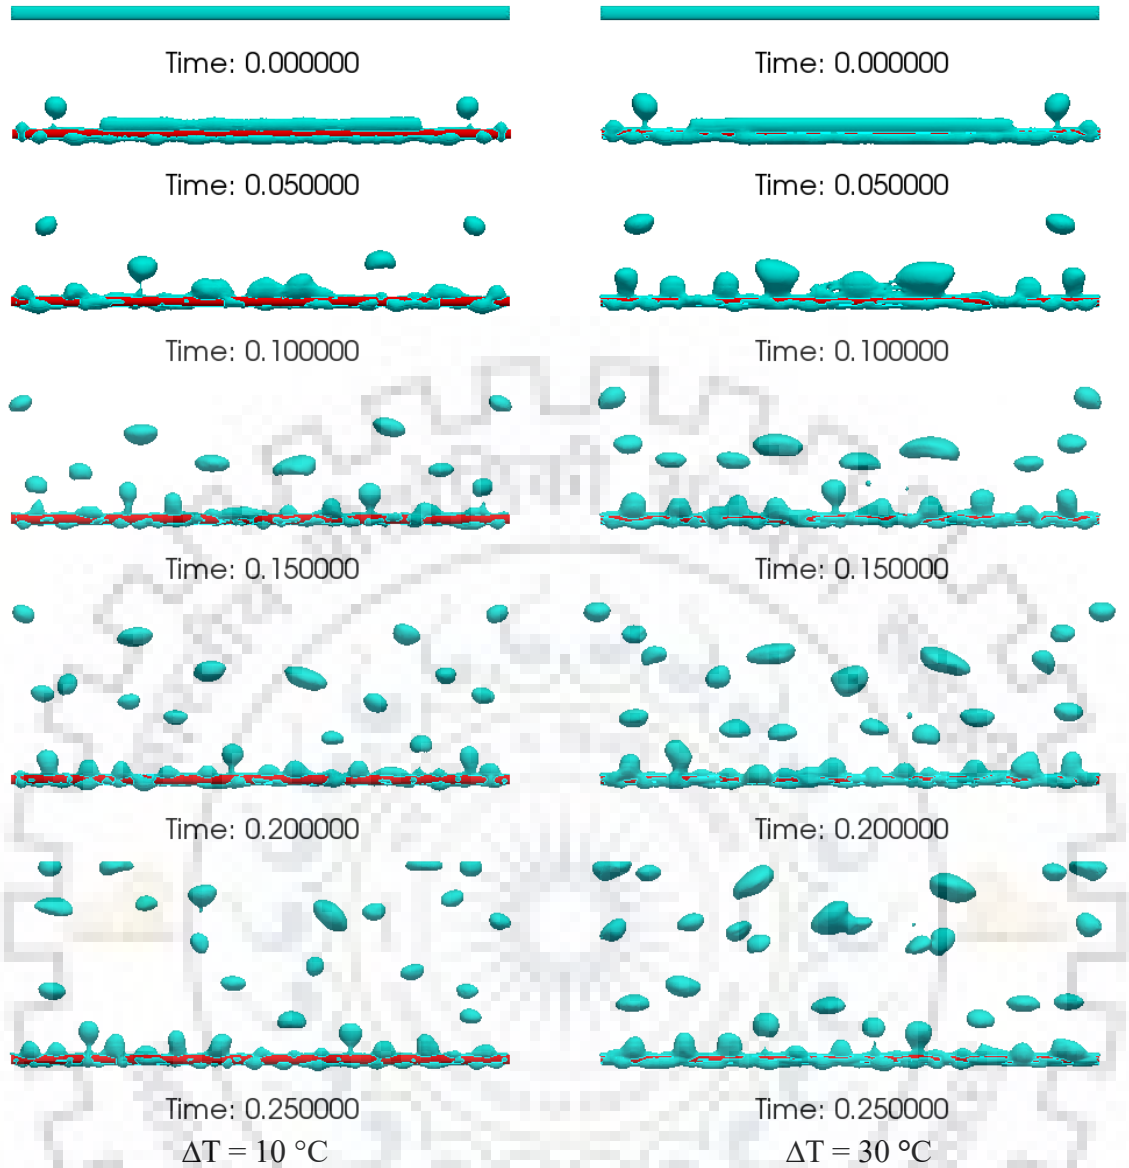 Time: 0.000000 Time: 0.000000
Time: 0.050000 Time: 0.050000
Time: 0.100000 Time: 0.100000
Time: 0.150000 Time: 0.150000
Time: 0.200000 Time: 0.200000
Time: 0.250000 Time: 0.250000
ΔT = 10 °C ΔT = 30 °C